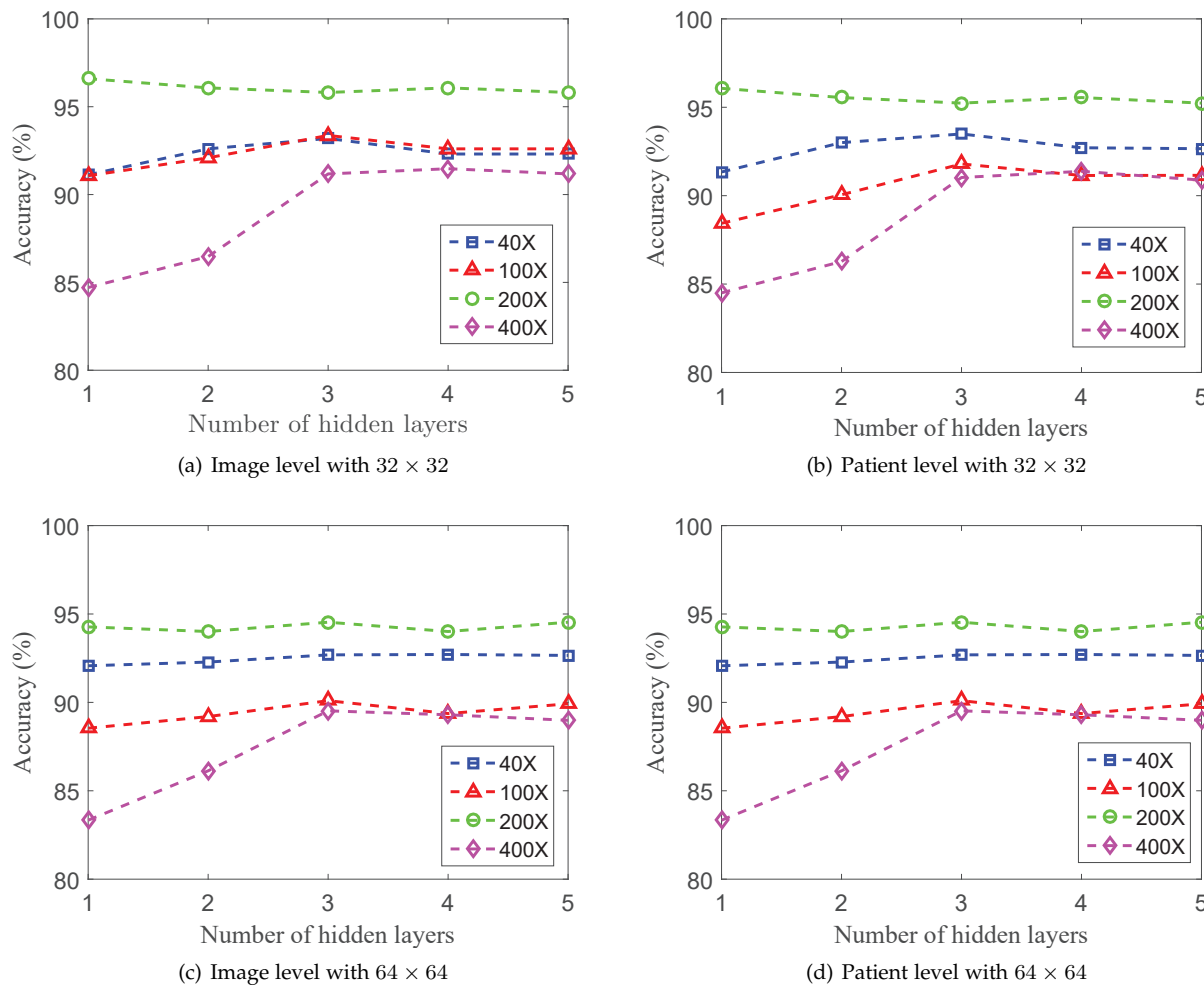 100
95
90
85
80
Accuracy (%)
40X
100X
200X
400X
1 2 3 4 5
Number of hidden layers
(a) Image level with 32 × 32
100
95
90
85
80
Accuracy (%)
40X
100X
200X
400X
1 2 3 4 5
Number of hidden layers
(b) Patient level with 32 × 32
100
95
90
85
80
Accuracy (%)
40X
100X
200X
400X
1 2 3 4 5
Number of hidden layers
(c) Image level with 64 × 64
100
95
90
85
80
Accuracy (%)
40X
100X
200X
400X
1 2 3 4 5
Number of hidden layers
(d) Patient level with 64 × 64